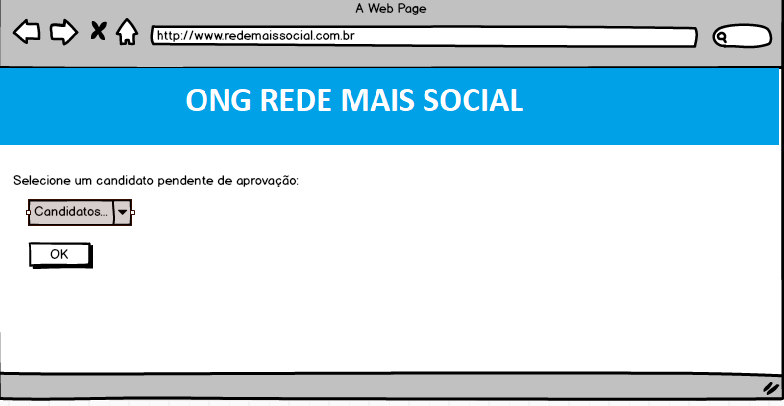 A Web Page
http://www.redemaissocial.com.br
ONG REDE MAIS SOCIAL
Selecione um candidato pendente de aprovação:
Candidatos...
OK